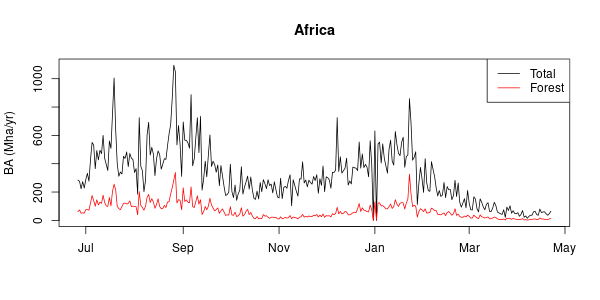 Africa
Total
Forest
BA (Mha/yr)
1000
600
200
0
Jul Sep Nov Jan Mar May